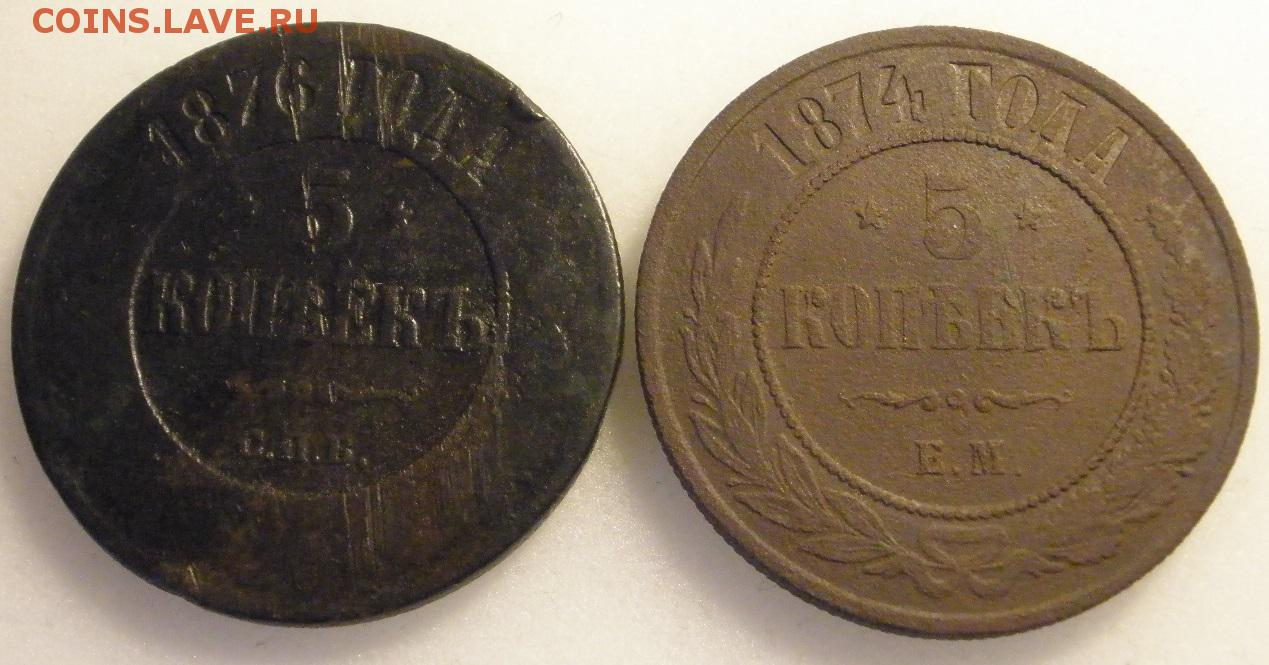 COINS.LAVE.RU
1876 ГОДА
5
КОПѢЕКЪ
С.П.Б.
1874 ГОДА
5
КОПѢЕКЪ
Е.М.